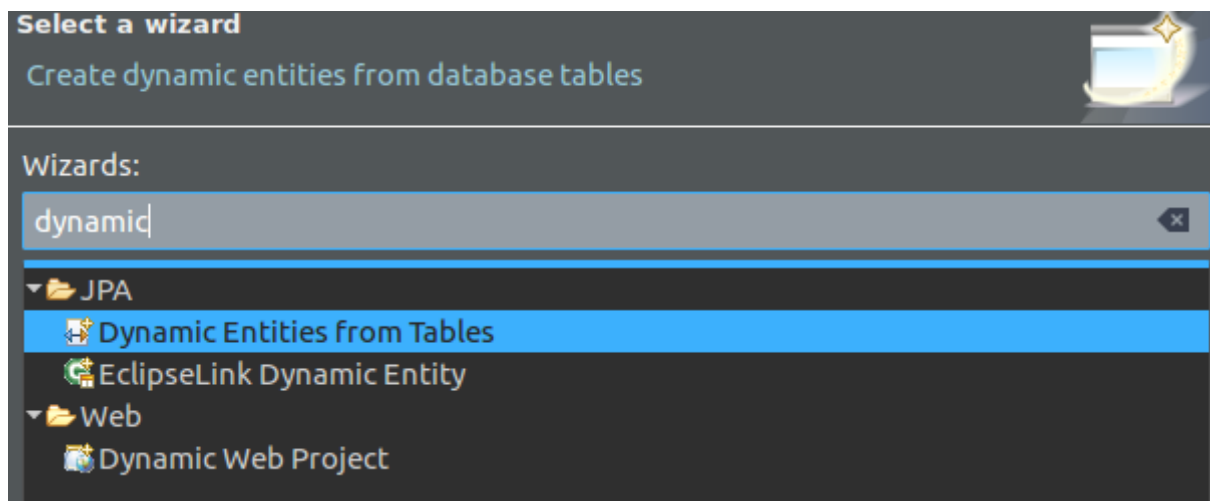 Select a wizard
Create dynamic entities from database tables
Wizards:
dynamic
JPA
Dynamic Entities from Tables
EclipseLink Dynamic Entity
Web
Dynamic Web Project